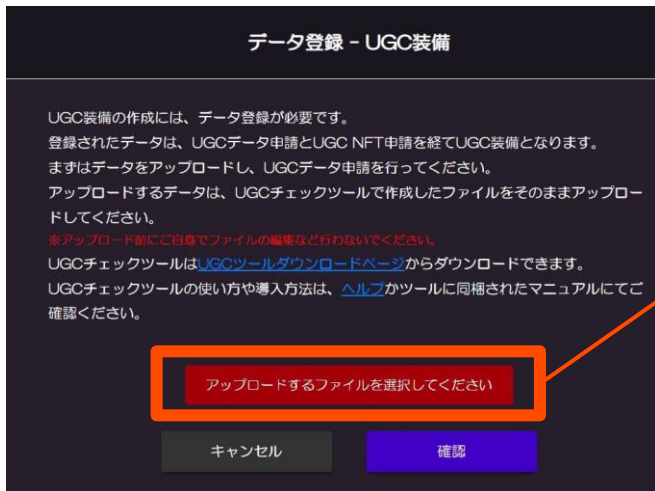 データ登録 - UGC装備
UGC装備の作成には、データ登録が必要です。
登録されたデータは、UGCデータ申請とUGC NFT申請を経てUGC装備となります。
まずはデータをアップロードし、UGCデータ申請を行ってください。
アップロードするデータは、UGCチェックツールで作成したファイルをそのままアップロー
ドしてください。
※アップロード前にご自身でファイルの編集など行わないでください。
UGCチェックツールはUGCツールダウンロードページからダウンロードできます。
UGCチェックツールの使い方や導入方法は、ヘルプかツールに同梱されたマニュアルにてご
確認ください。
アップロードするファイルを選択してください
キャンセル
確認